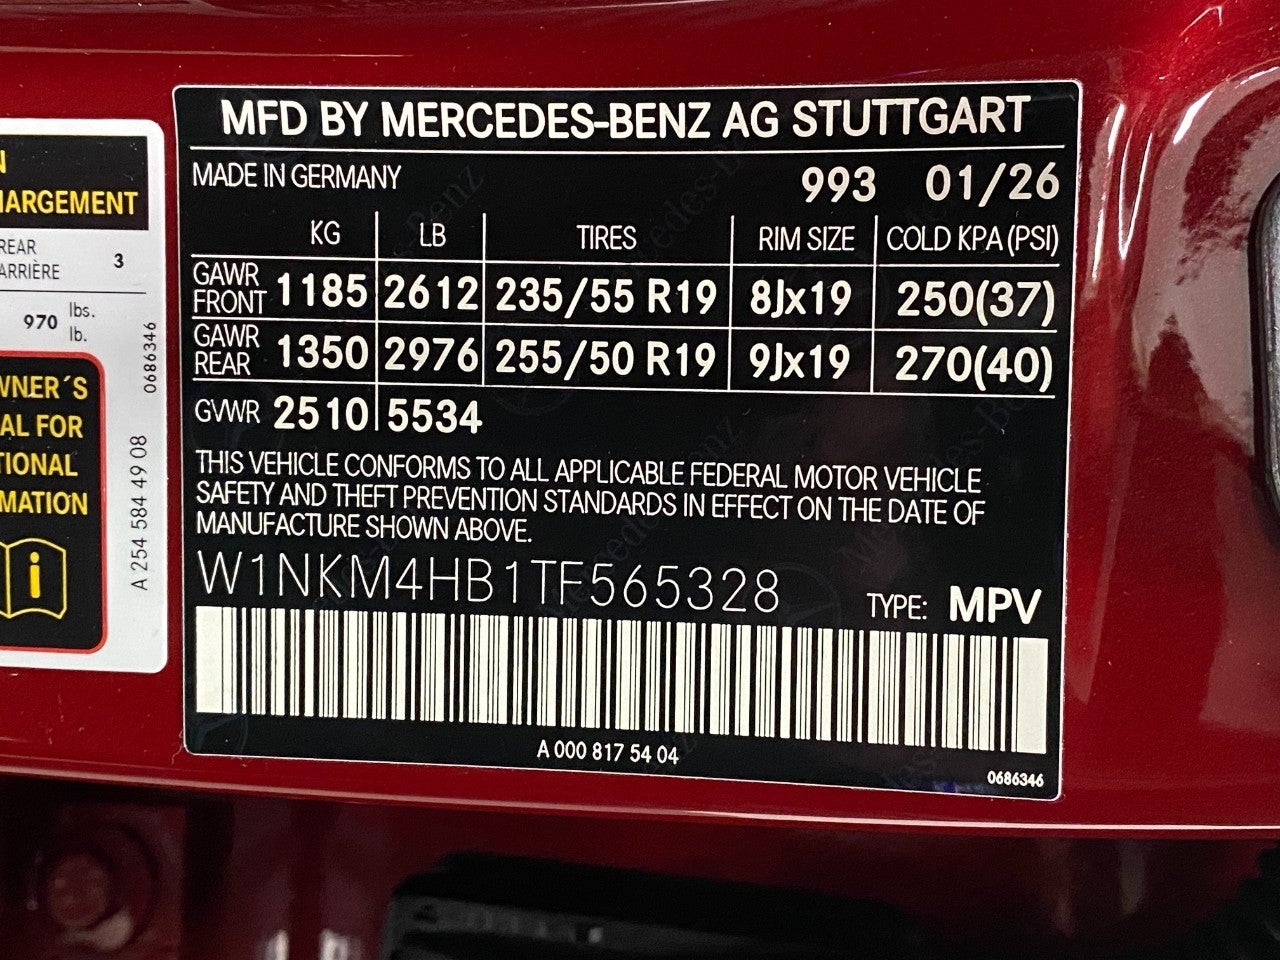 N
HARGEMENT
REAR
ARRIÈRE 3
970 lbs.
lb.
WNER´S
AL FOR
TIONAL
MATION
i
A 254 584 49 08
0686346
MFD BY MERCEDES-BENZ AG STUTTGART
MADE IN GERMANY 993 01/26
KG LB TIRES RIM SIZE COLD KPA (PSI)
GAWR FRONT 1185 2612 235/55 R19 8Jx19 250(37)
GAWR REAR 1350 2976 255/50 R19 9Jx19 270(40)
GVWR 2510 5534
THIS VEHICLE CONFORMS TO ALL APPLICABLE FEDERAL MOTOR VEHICLE
SAFETY AND THEFT PREVENTION STANDARDS IN EFFECT ON THE DATE OF
MANUFACTURE SHOWN ABOVE.
W1NKM4HB1TF565328
TYPE: MPV
A 000 817 54 04
0686346